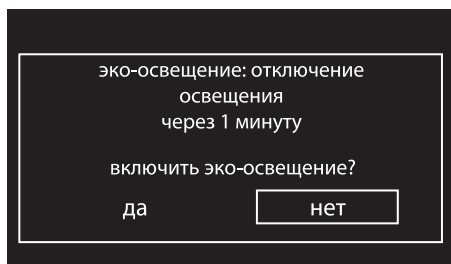 эко-освещение: отключение
освещения
через 1 минуту
включить эко-освещение?
да нет